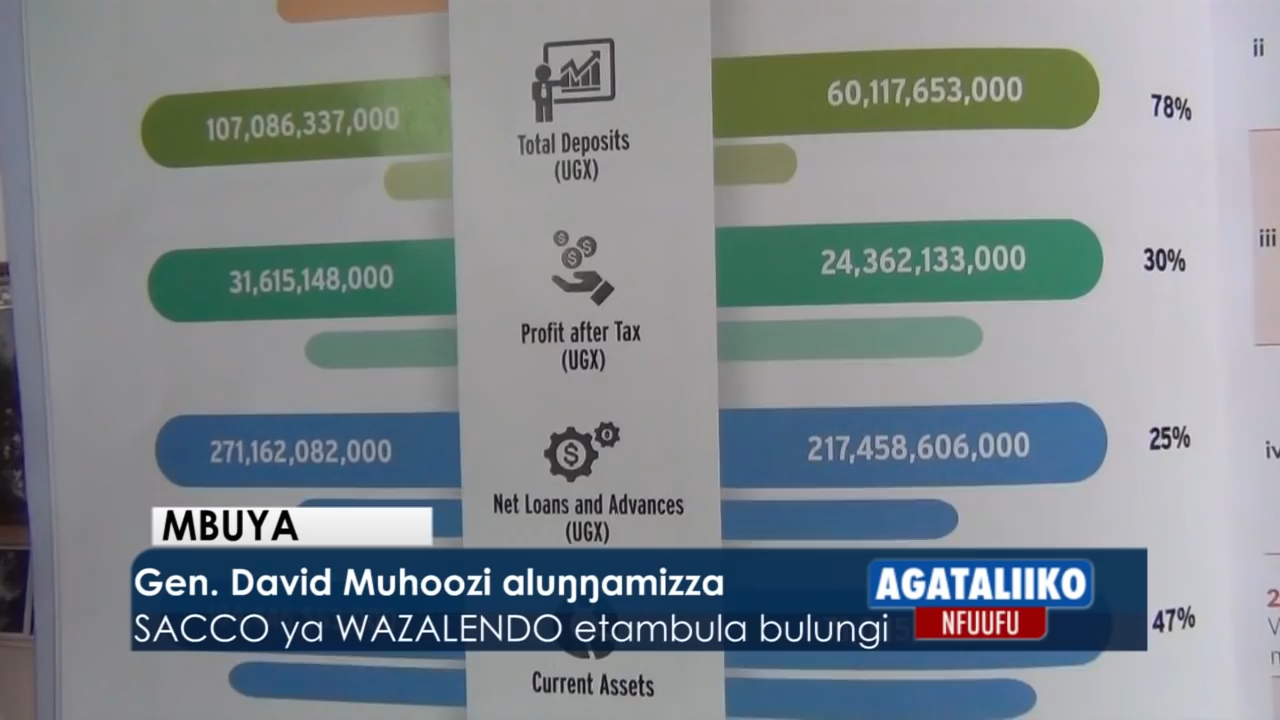 ii
107,086,337,000
Total Deposits
(UGX)
60,117,653,000
78%
31,615,148,000
Profit after Tax
(UGX)
24,362,133,000
30%
iii
271,162,082,000
Net Loans and Advances
(UGX)
217,458,606,000
25%
iv
MBUYA
Gen. David Muhoozi aluŋŋamizza
SACCO ya WAZALENDO etambula bulungi
AGATALIIKO
NFUUFU
47%
Current Assets